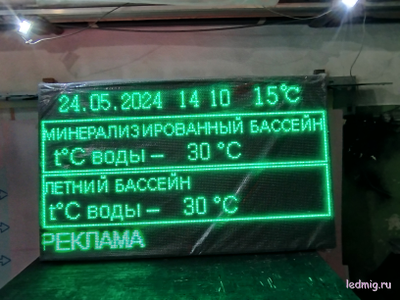 24.05.2024 14 10 15°C
МИНЕРАЛИЗИРОВАННЫЙ БАССЕЙН
t°C воды – 30 °C
ЛЕТНИЙ БАССЕЙН
t°C воды – 30 °C
РЕКЛАМА
ledmig.ru